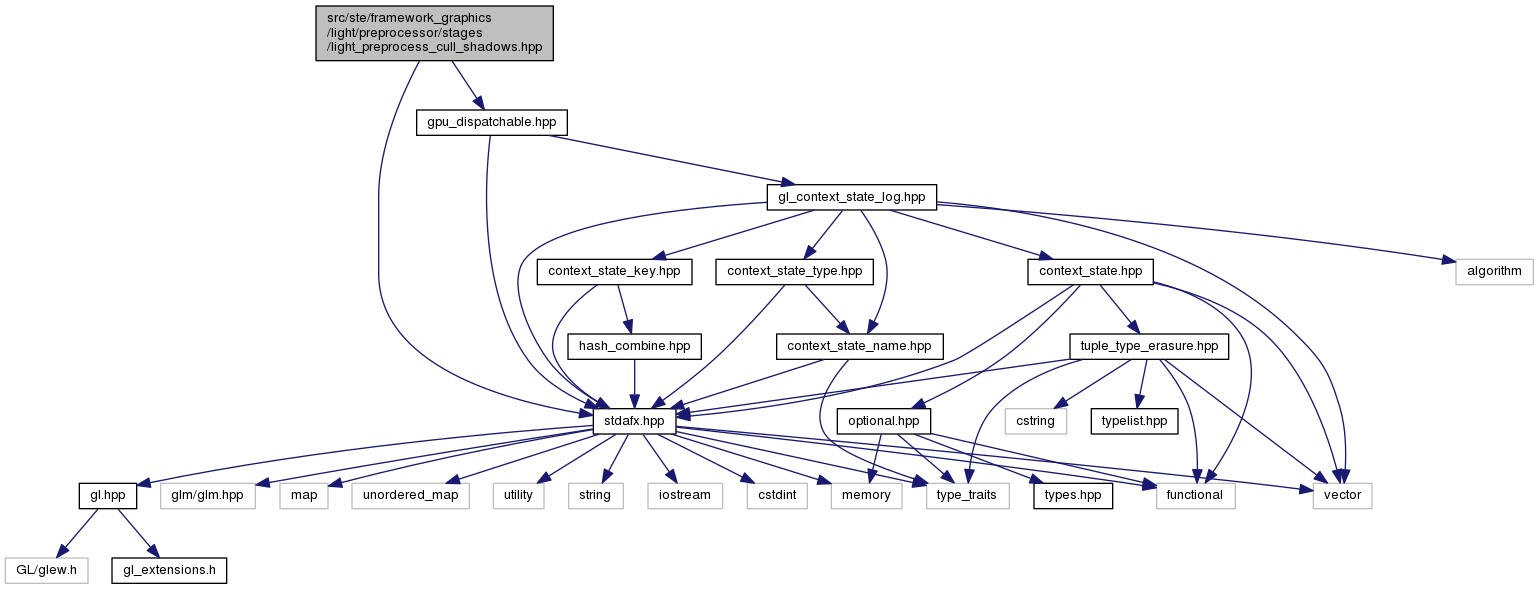 src/ste/framework_graphics
/light/preprocessor/stages
/light_preprocess_cull_shadows.hpp
gpu_dispatchable.hpp
gl_context_state_log.hpp
context_state_key.hpp
context_state_type.hpp
context_state.hpp
algorithm
hash_combine.hpp
context_state_name.hpp
tuple_type_erasure.hpp
stdafx.hpp
optional.hpp
cstring
typelist.hpp
gl.hpp
glm/glm.hpp
map
unordered_map
utility
string
iostream
cstdint
memory
type_traits
types.hpp
functional
vector
GL/glew.h
gl_extensions.h